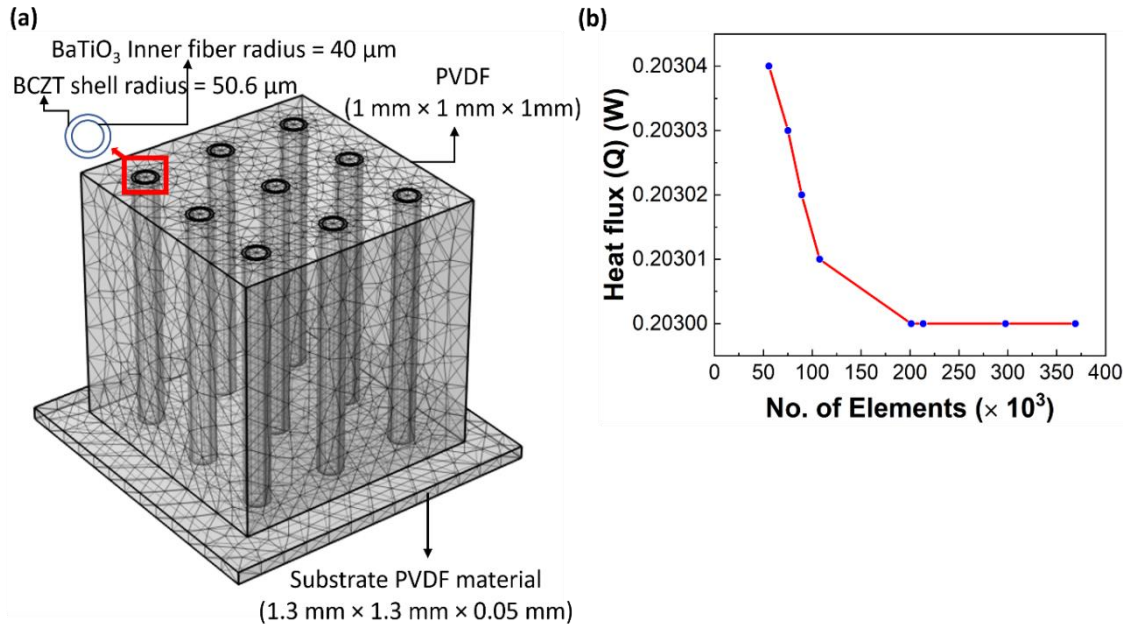 (a)
BaTiO₃ Inner fiber radius = 40 µm
BCZT shell radius = 50.6 µm
PVDF
(1 mm × 1 mm × 1mm)
Substrate PVDF material
(1.3 mm × 1.3 mm × 0.05 mm)
(b)
Heat flux (Q) (W)
0.20304
0.20303
0.20302
0.20301
0.20300
0 50 100 150 200 250 300 350 400
No. of Elements (× 10³)